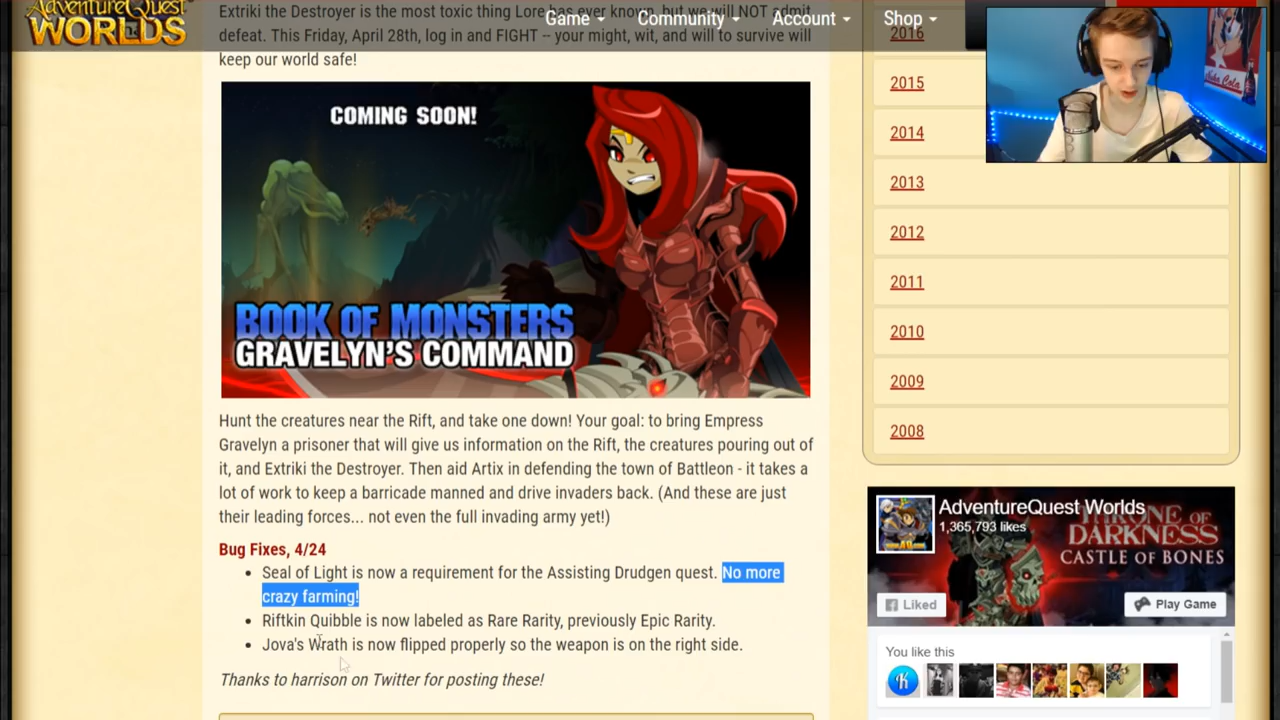 AdventureQuest
WORLDS
Game
Community
Account
Shop
Extriki the Destroyer is the most toxic thing Lore has ever known, but we will NOT admit
defeat. This Friday, April 28th, log in and FIGHT -- your might, wit, and will to survive will
keep our world safe!
COMING SOON!
BOOK OF MONSTERS
GRAVELYN'S COMMAND
Hunt the creatures near the Rift, and take one down! Your goal: to bring Empress
Gravelyn a prisoner that will give us information on the Rift, the creatures pouring out of
it, and Extriki the Destroyer. Then aid Artix in defending the town of Battleon - it takes a
lot of work to keep a barricade manned and drive invaders back. (And these are just
their leading forces... not even the full invading army yet!)
Bug Fixes, 4/24
• Seal of Light is now a requirement for the Assisting Drudgen quest. No more
crazy farming!
• Riftkin Quibble is now labeled as Rare Rarity, previously Epic Rarity.
• Jova's Wrath is now flipped properly so the weapon is on the right side.
Thanks to harrison on Twitter for posting these!
2016
2015
2014
2013
2012
2011
2010
2009
2008
Nuka Cola
AdventureQuest Worlds
1,365,793 likes
THRONE OF
DARKNESS
CASTLE OF BONES
Liked
Play Game
You like this